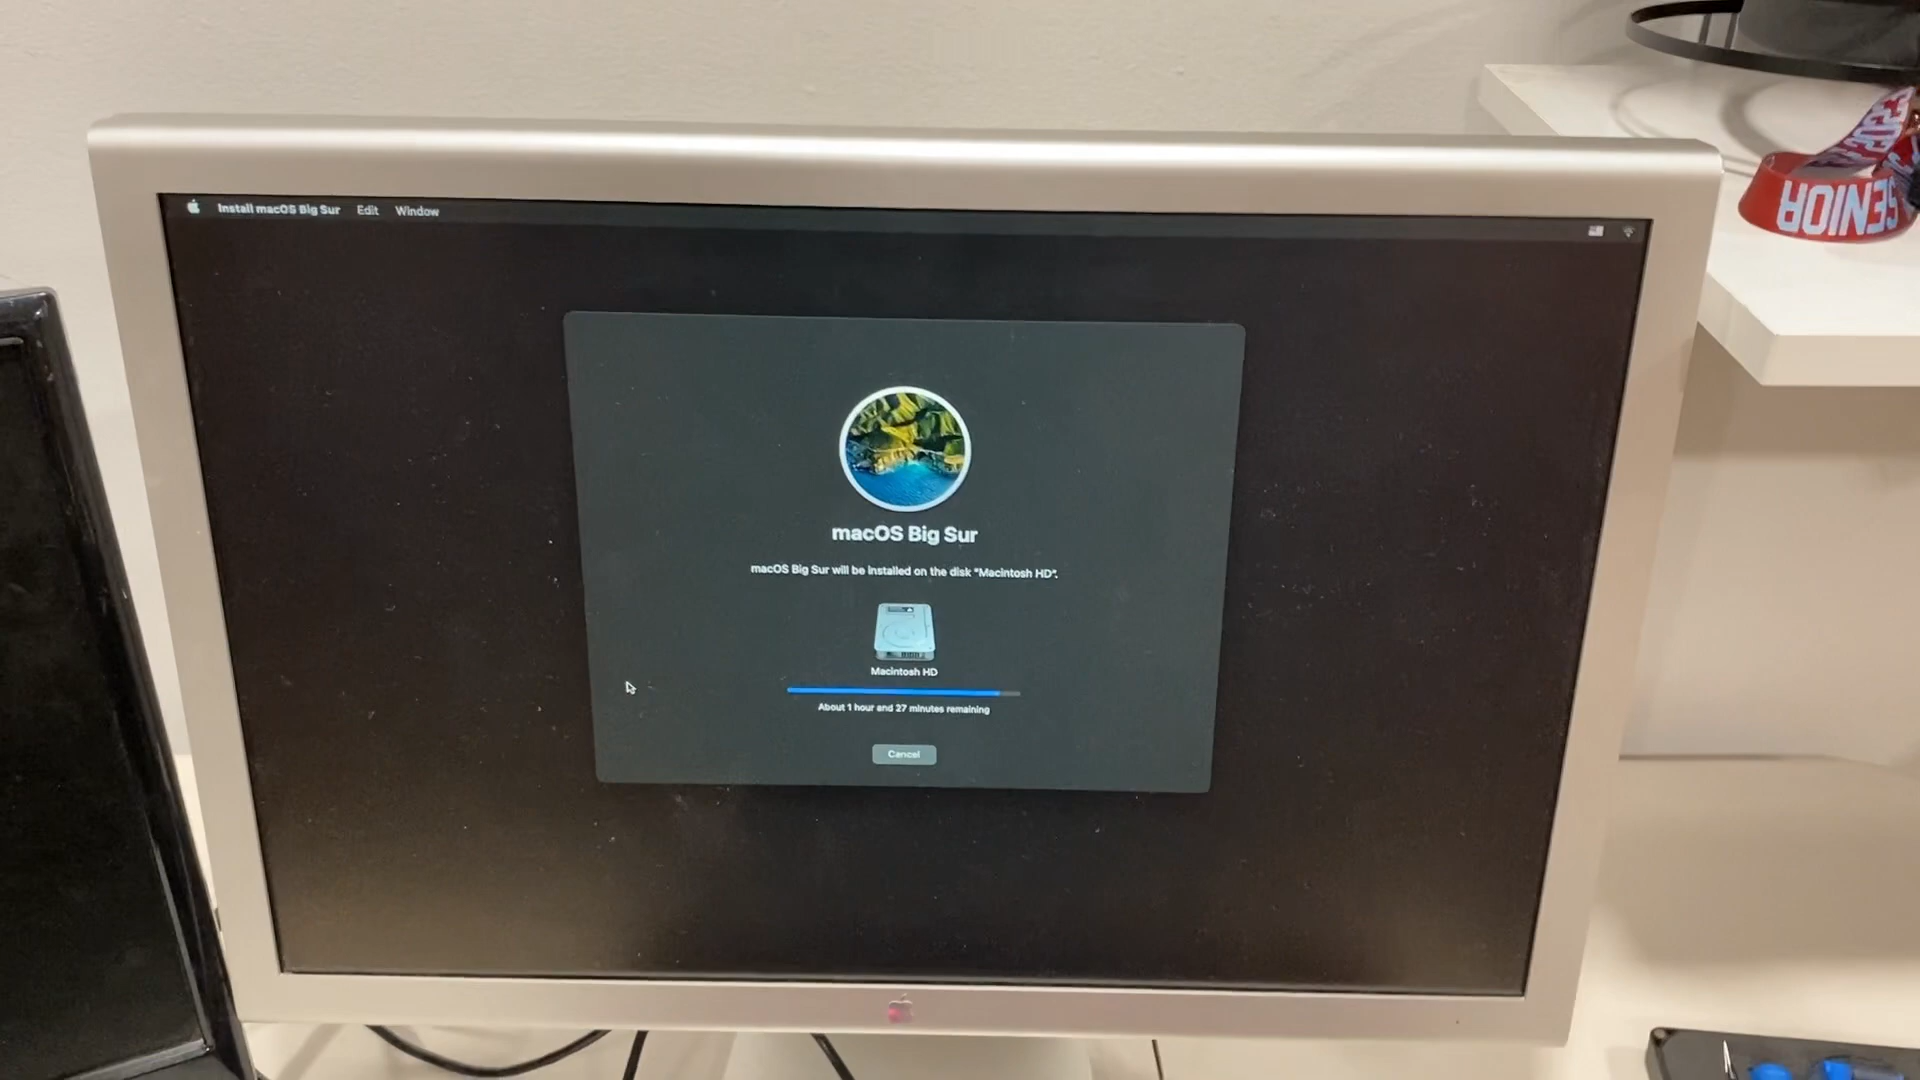 Install macOS Big Sur Edit Window
macOS Big Sur
macOS Big Sur will be installed on the disk “Macintosh HD”.
Macintosh HD
About 1 hour and 27 minutes remaining
Cancel
SENIOR